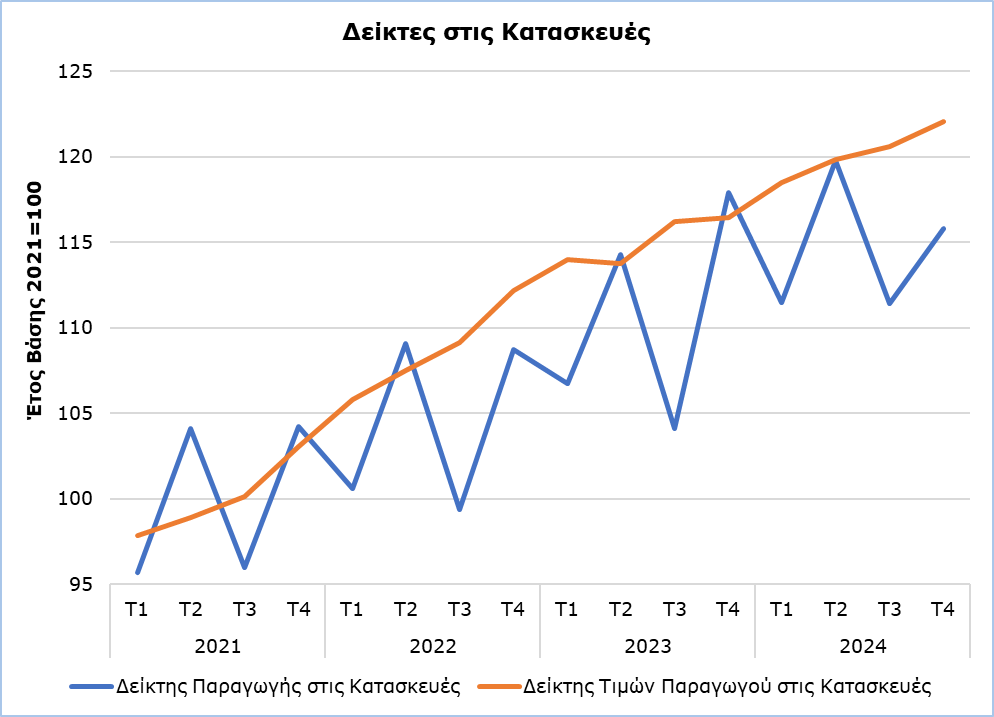 Δείκτες στις Κατασκευές
125
120
115
110
105
100
95
Έτος Βάσης 2021=100
Τ1 Τ2 Τ3 Τ4 Τ1 Τ2 Τ3 Τ4 Τ1 Τ2 Τ3 Τ4 Τ1 Τ2 Τ3 Τ4
2021 2022 2023 2024
Δείκτης Παραγωγής στις Κατασκευές Δείκτης Τιμών Παραγωγού στις Κατασκευές